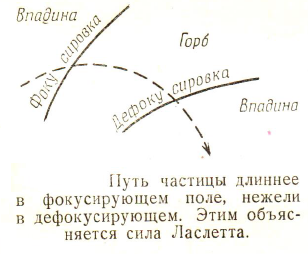 Впадина
Горб
Фокусировка
Дефокусировка
Впадина
Путь частицы длиннее
в фокусирующем поле, нежели
в дефокусирующем. Этим объяс-
няется сила Ласлетта.